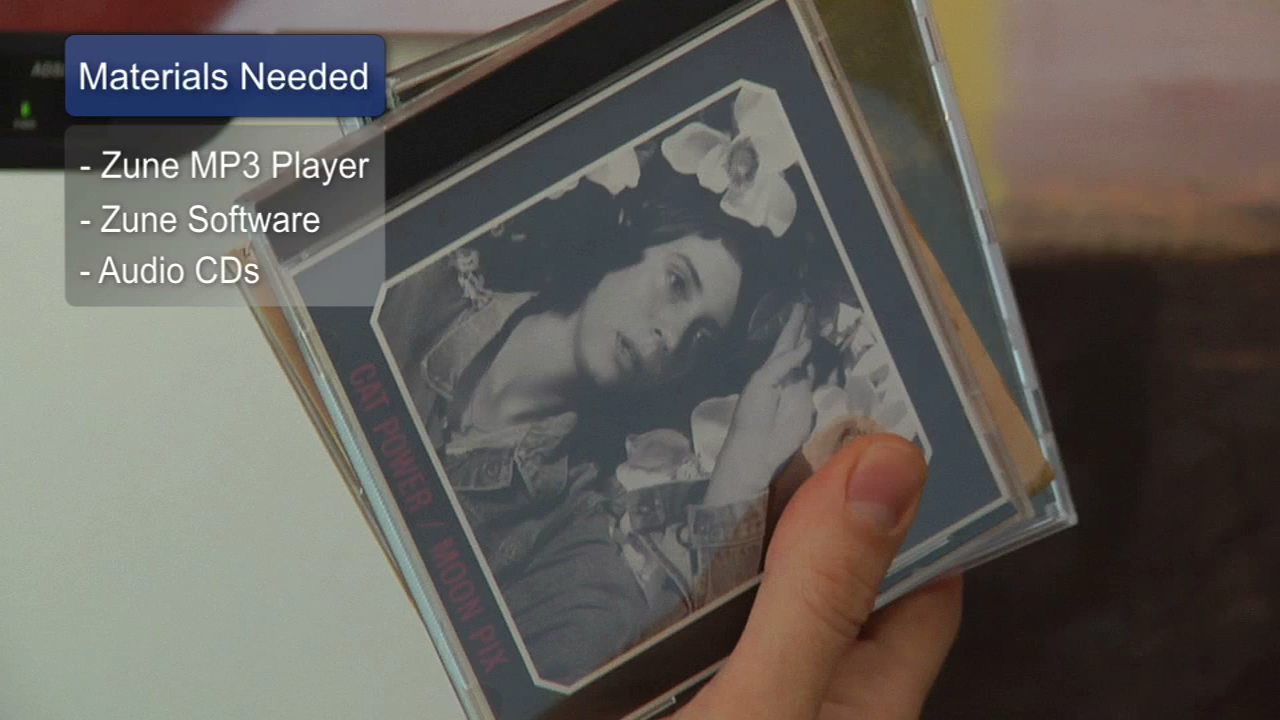 Materials Needed
- Zune MP3 Player
- Zune Software
- Audio CDs
CAT POWER / MOON PIX